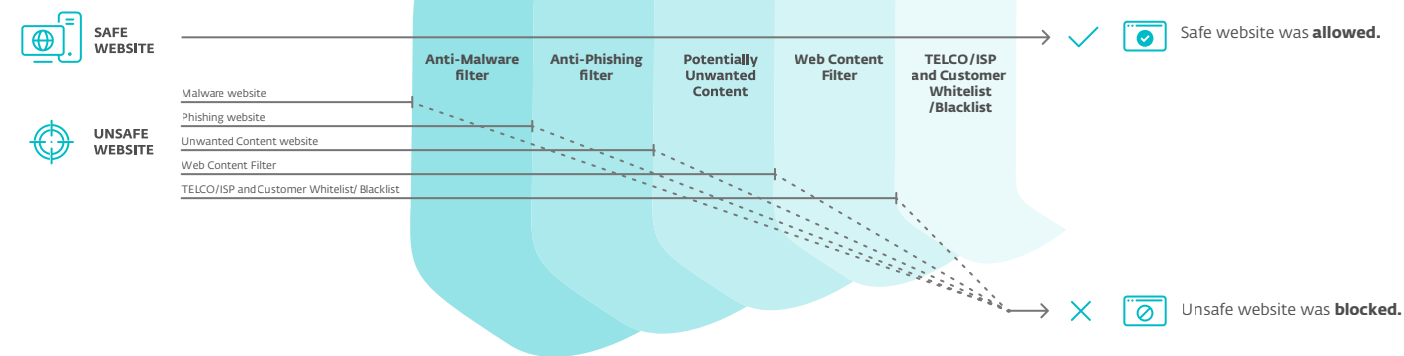 SAFE
WEBSITE
Safe website was allowed.
Anti-Malware
filter
Anti-Phishing
filter
Potentially
Unwanted
Content
Web Content
Filter
TELCO/ISP
and Customer
Whitelist
/Blacklist
UNSAFE
WEBSITE
Malware website
Phishing website
Unwanted Content website
Web Content Filter
TELCO/ISP and Customer Whitelist/ Blacklist
Unsafe website was blocked.